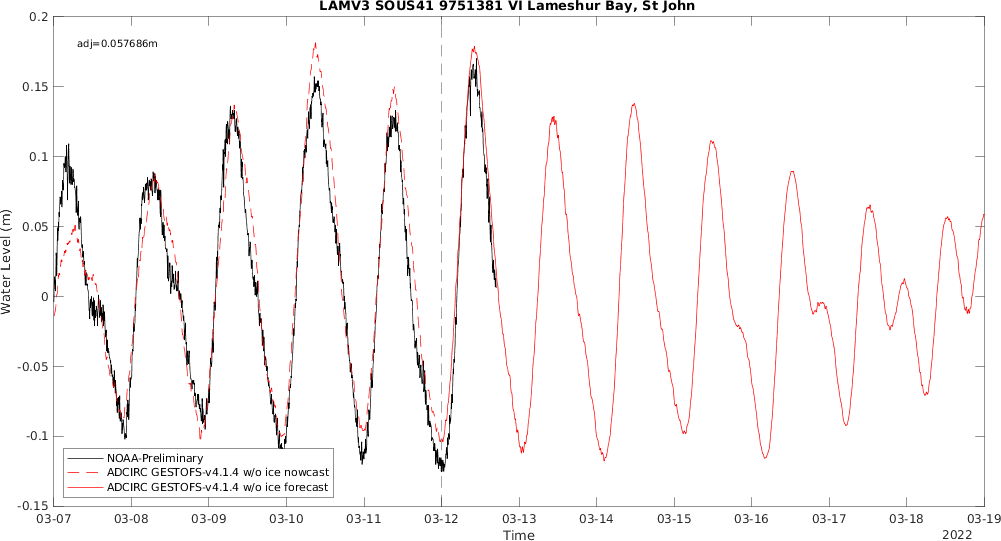 LAMV3 SOUS41 9751381 VI Lameshur Bay, St John
adj=0.057686m
0.2
0.15
0.1
0.05
0
-0.05
-0.1
-0.15
Water Level (m)
NOAA-Preliminary
ADCIRC GESTOFS-v4.1.4 w/o ice nowcast
ADCIRC GESTOFS-v4.1.4 w/o ice forecast
03-07 03-08 03-09 03-10 03-11 03-12 03-13 03-14 03-15 03-16 03-17 03-18 03-19
Time
2022